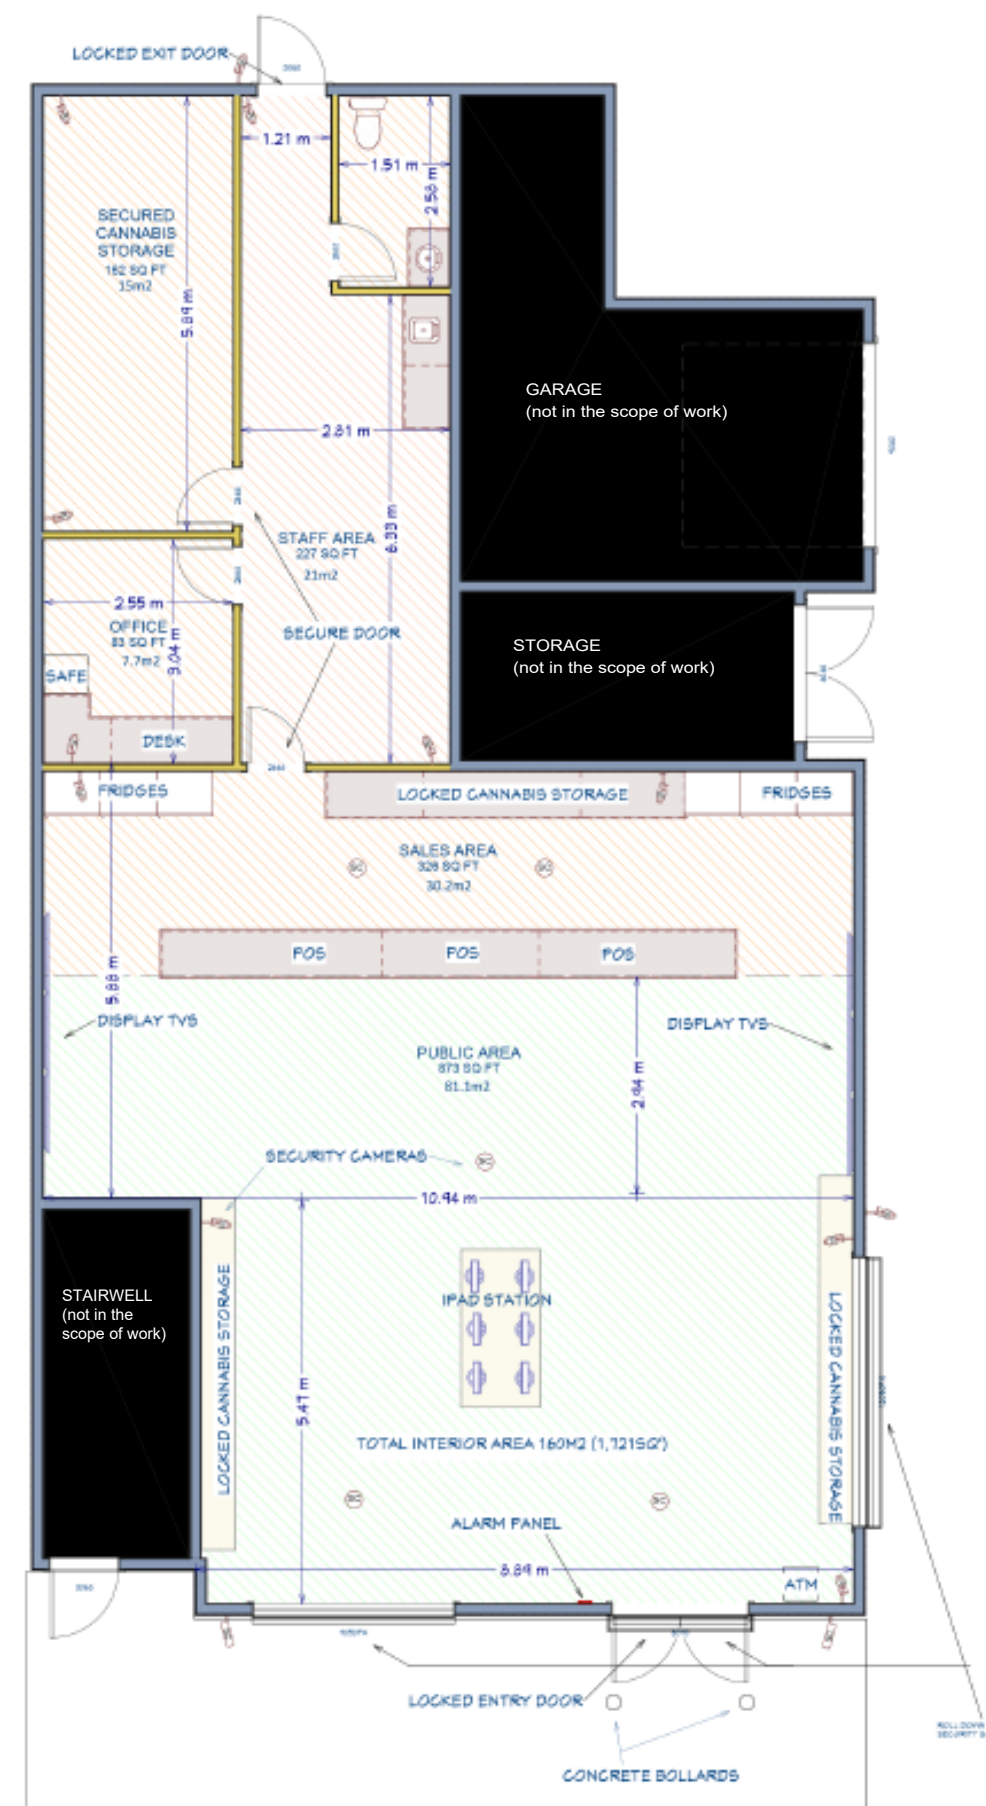 LOCKED EXIT DOOR
1.21 m
1.51 m
2.58 m
SECURED
CANNABIS
STORAGE
162 SQ FT
15m2
5.89 m
GARAGE
(not in the scope of work)
2.81 m
6.33 m
STAFF AREA
227 SQ FT
21m2
2.55 m
OFFICE
83 SQ FT
7.7m2
3.04 m
SECURE DOOR
STORAGE
(not in the scope of work)
SAFE
DESK
FRIDGES
LOCKED CANNABIS STORAGE
FRIDGES
SALES AREA
328 SQ FT
30.2m2
POS
POS
POS
5.88 m
DISPLAY TVS
DISPLAY TVS
PUBLIC AREA
873 SQ FT
81.1m2
2.94 m
SECURITY CAMERAS
10.94 m
STAIRWELL
(not in the
scope of work)
LOCKED CANNABIS STORAGE
IPAD STATION
LOCKED CANNABIS STORAGE
5.47 m
TOTAL INTERIOR AREA 160M2 (1,721SQ')
ALARM PANEL
8.89 m
ATM
LOCKED ENTRY DOOR
CONCRETE BOLLARDS